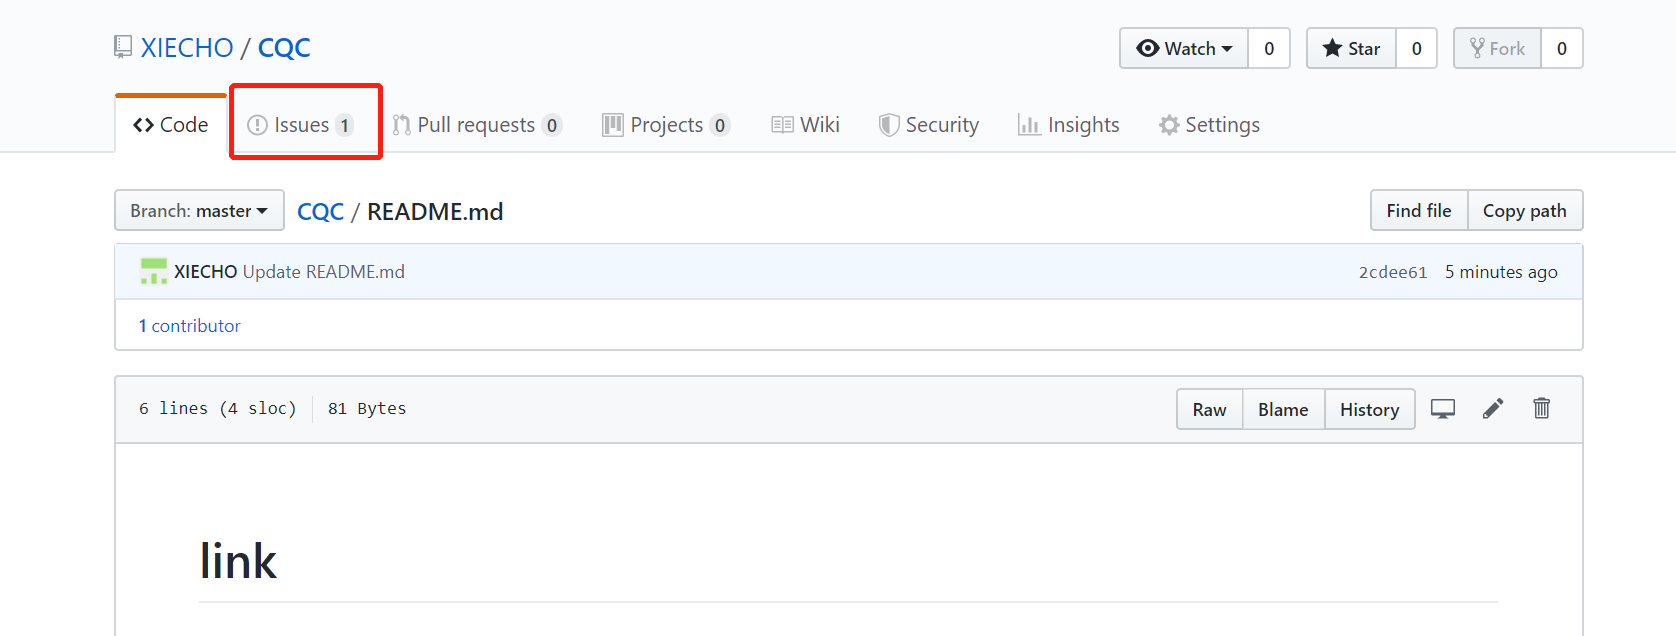 XIECHO / CQC
Watch 0 Star 0 Fork 0
Code Issues 1 Pull requests 0 Projects 0 Wiki Security Insights Settings
Branch: master CQC / README.md Find file Copy path
XIECHO Update README.md 2cdee61 5 minutes ago
1 contributor
6 lines (4 sloc) 81 Bytes Raw Blame History
link